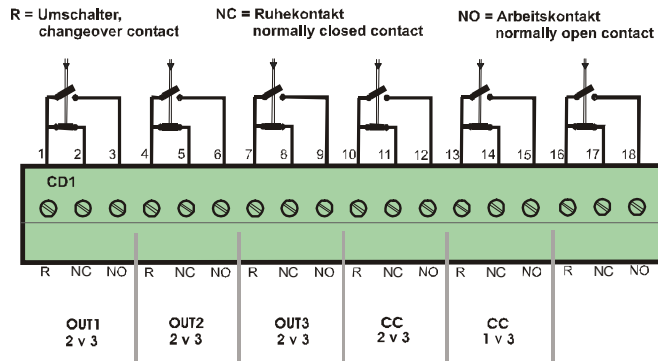 R = Umschalter,
changeover contact
NC = Ruhekontakt
normally closed contact
NO = Arbeitskontakt
normally open contact
1 2 3 4 5 6 7 8 9 10 11 12 13 14 15 16 17 18
CD1
R NC NO R NC NO R NC NO R NC NO R NC NO R NC NO
OUT1 OUT2 OUT3 CC CC
2 v 3 2 v 3 2 v 3 2 v 3 1 v 3